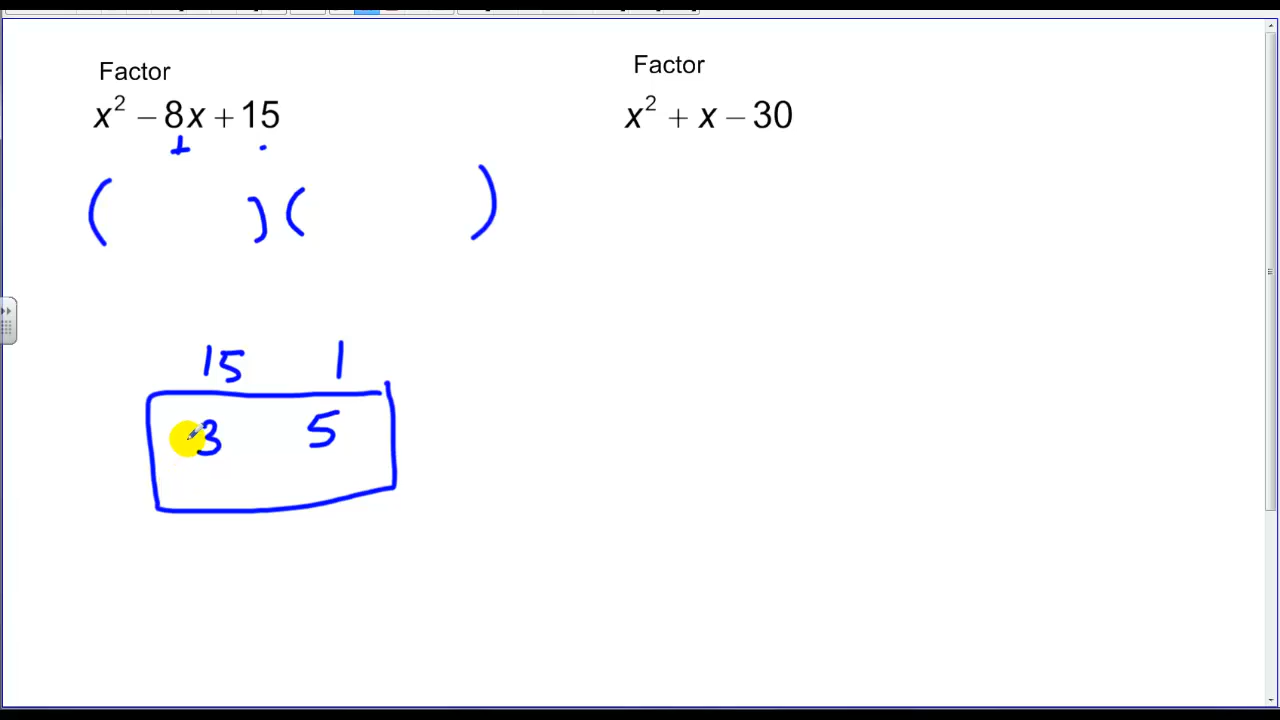 Factor
x² − 8x + 15
+ .
( ) ( )
15 1
3 5
Factor
x² + x − 30